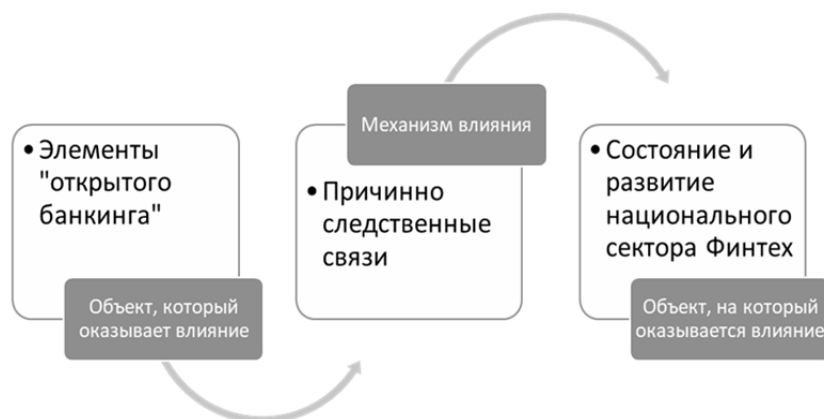 • Элементы
"открытого
банкинга"
Объект, который
оказывает влияние
Механизм влияния
• Причинно
следственные
связи
• Состояние и
развитие
национального
сектора Финтех
Объект, на который
оказывается влияние